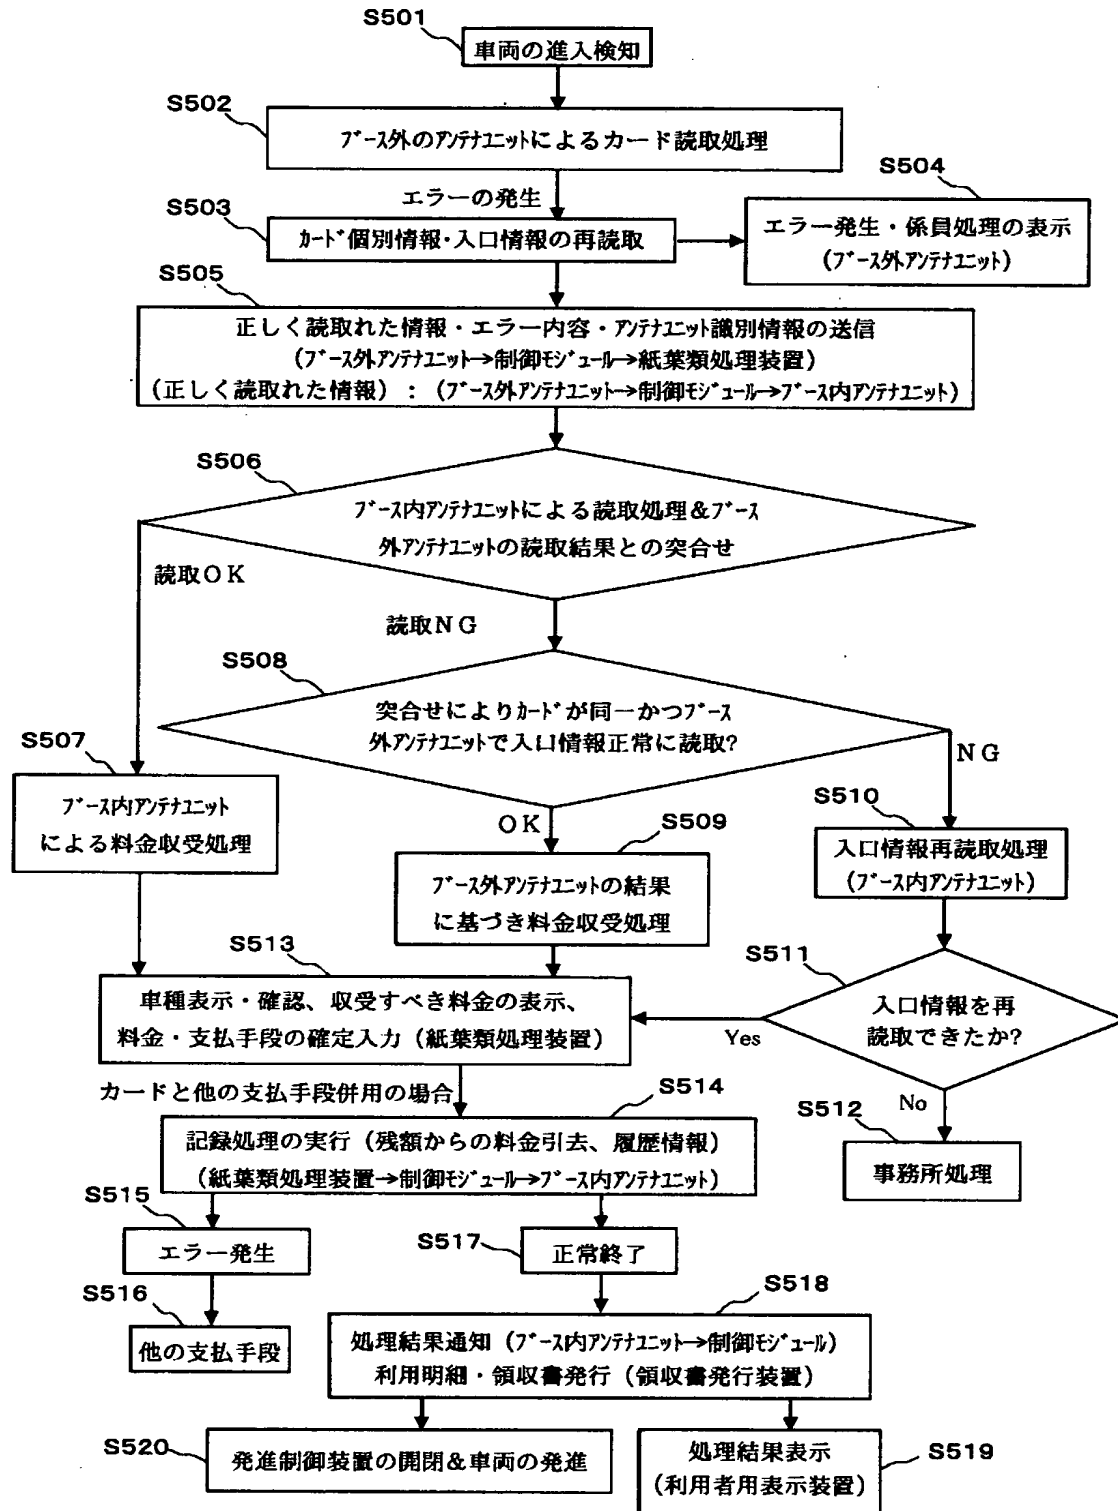 S501
車両の進入検知
S502
ﾌﾞｰｽ外のｱﾝﾃﾅﾕﾆｯﾄによるカード読取処理
エラーの発生
S503
ｶｰﾄﾞ個別情報・入口情報の再読取
S504
エラー発生・係員処理の表示
(ﾌﾞｰｽ外ｱﾝﾃﾅﾕﾆｯﾄ)
S505
正しく読取れた情報・エラー内容・ｱﾝﾃﾅﾕﾆｯﾄ識別情報の送信
(ﾌﾞｰｽ外ｱﾝﾃﾅﾕﾆｯﾄ→制御ﾓｼﾞｭｰﾙ→紙葉類処理装置)
(正しく読取れた情報):(ﾌﾞｰｽ外ｱﾝﾃﾅﾕﾆｯﾄ→制御ﾓｼﾞｭｰﾙ→ﾌﾞｰｽ内ｱﾝﾃﾅﾕﾆｯﾄ)
S506
ﾌﾞｰｽ内ｱﾝﾃﾅﾕﾆｯﾄによる読取処理&ﾌﾞｰｽ
外ｱﾝﾃﾅﾕﾆｯﾄの読取結果との突合せ
読取OK
読取NG
S508
突合せによりｶｰﾄﾞが同一かつﾌﾞｰｽ
外ｱﾝﾃﾅﾕﾆｯﾄで入口情報正常に読取?
S507
ﾌﾞｰｽ内ｱﾝﾃﾅﾕﾆｯﾄ
による料金収受処理
OK
NG
S509
ﾌﾞｰｽ外ｱﾝﾃﾅﾕﾆｯﾄの結果
に基づき料金収受処理
S510
入口情報再読取処理
(ﾌﾞｰｽ内ｱﾝﾃﾅﾕﾆｯﾄ)
S511
入口情報を再
読取できたか?
Yes
No
S512
事務所処理
S513
車種表示・確認、収受すべき料金の表示、
料金・支払手段の確定入力(紙葉類処理装置)
カードと他の支払手段併用の場合
S514
記録処理の実行(残額からの料金引去、履歴情報)
(紙葉類処理装置→制御ﾓｼﾞｭｰﾙ→ﾌﾞｰｽ内ｱﾝﾃﾅﾕﾆｯﾄ)
S515
エラー発生
S516
他の支払手段
S517
正常終了
S518
処理結果通知(ﾌﾞｰｽ内ｱﾝﾃﾅﾕﾆｯﾄ→制御ﾓｼﾞｭｰﾙ)
利用明細・領収書発行(領収書発行装置)
S520
発進制御装置の開閉&車両の発進
処理結果表示
(利用者用表示装置)
S519